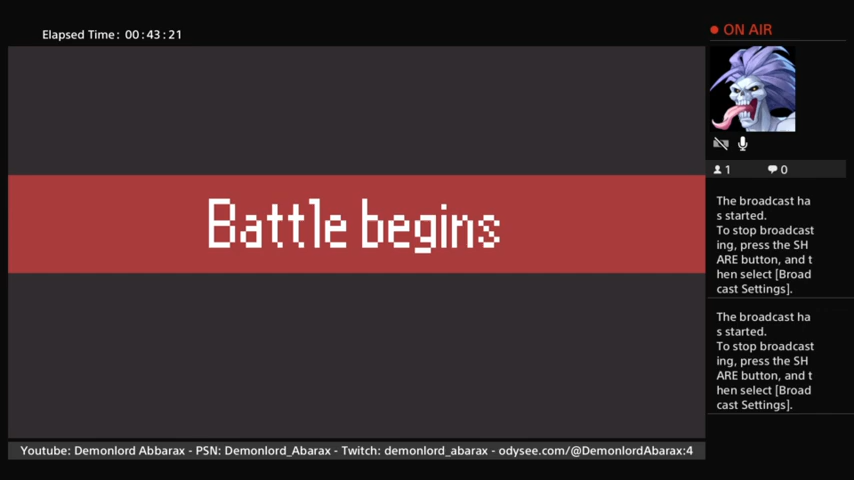 Elapsed Time: 00:43:21
ON AIR
Battle begins
1
0
The broadcast ha
s started.
To stop broadcast
ing, press the SH
ARE button, and t
hen select [Broad
cast Settings].
The broadcast ha
s started.
To stop broadcast
ing, press the SH
ARE button, and t
hen select [Broad
cast Settings].
Youtube: Demonlord Abbarax - PSN: Demonlord_Abarax - Twitch: demonlord_abarax - odysee.com/@DemonlordAbarax:4